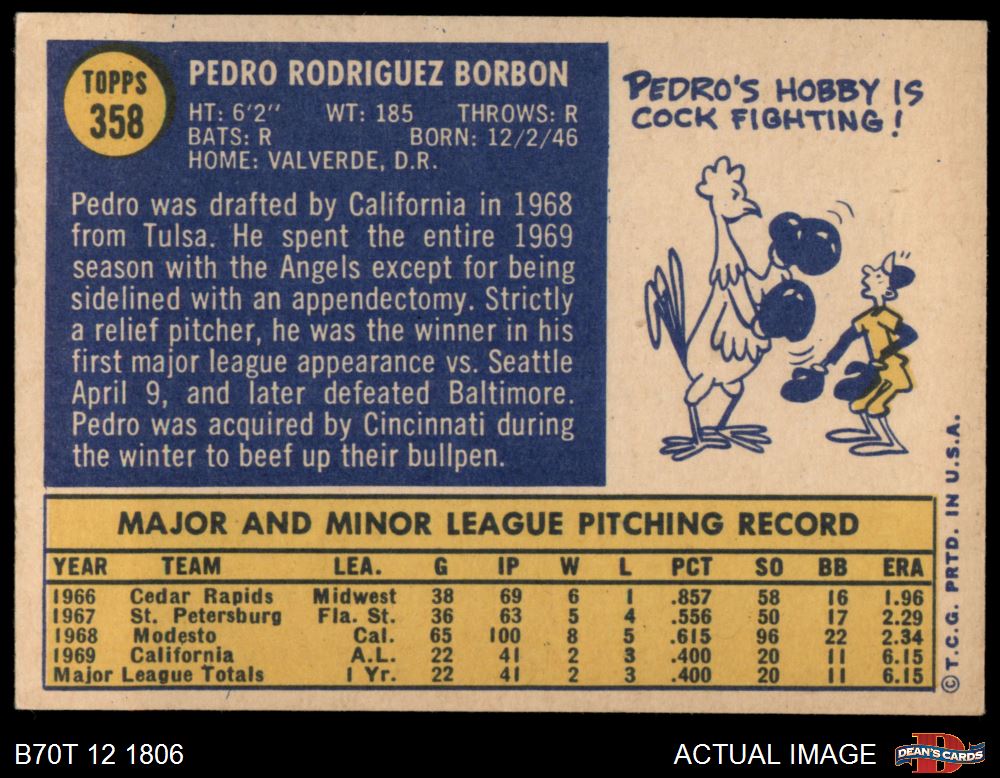 TOPPS
358
PEDRO RODRIGUEZ BORBON
HT: 6'2" WT: 185 THROWS: R
BATS: R BORN: 12/2/46
HOME: VALVERDE, D.R.
Pedro was drafted by California in 1968
from Tulsa. He spent the entire 1969
season with the Angels except for being
sidelined with an appendectomy. Strictly
a relief pitcher, he was the winner in his
first major league appearance vs. Seattle
April 9, and later defeated Baltimore.
Pedro was acquired by Cincinnati during
the winter to beef up their bullpen.
PEDRO'S HOBBY IS
COCK FIGHTING!
MAJOR AND MINOR LEAGUE PITCHING RECORD
YEAR TEAM LEA. G IP W L PCT SO BB ERA
1966 Cedar Rapids Midwest 38 69 6 1 .857 58 16 1.96
1967 St. Petersburg Fla. St. 36 63 5 4 .556 50 17 2.29
1968 Modesto Cal. 65 100 8 5 .615 96 22 2.34
1969 California A.L. 22 41 2 3 .400 20 11 6.15
Major League Totals 1 Yr. 22 41 2 3 .400 20 11 6.15
©T.C.G. PRTD. IN U.S.A.
B70T 12 1806
ACTUAL IMAGE
DEAN'S CARDS